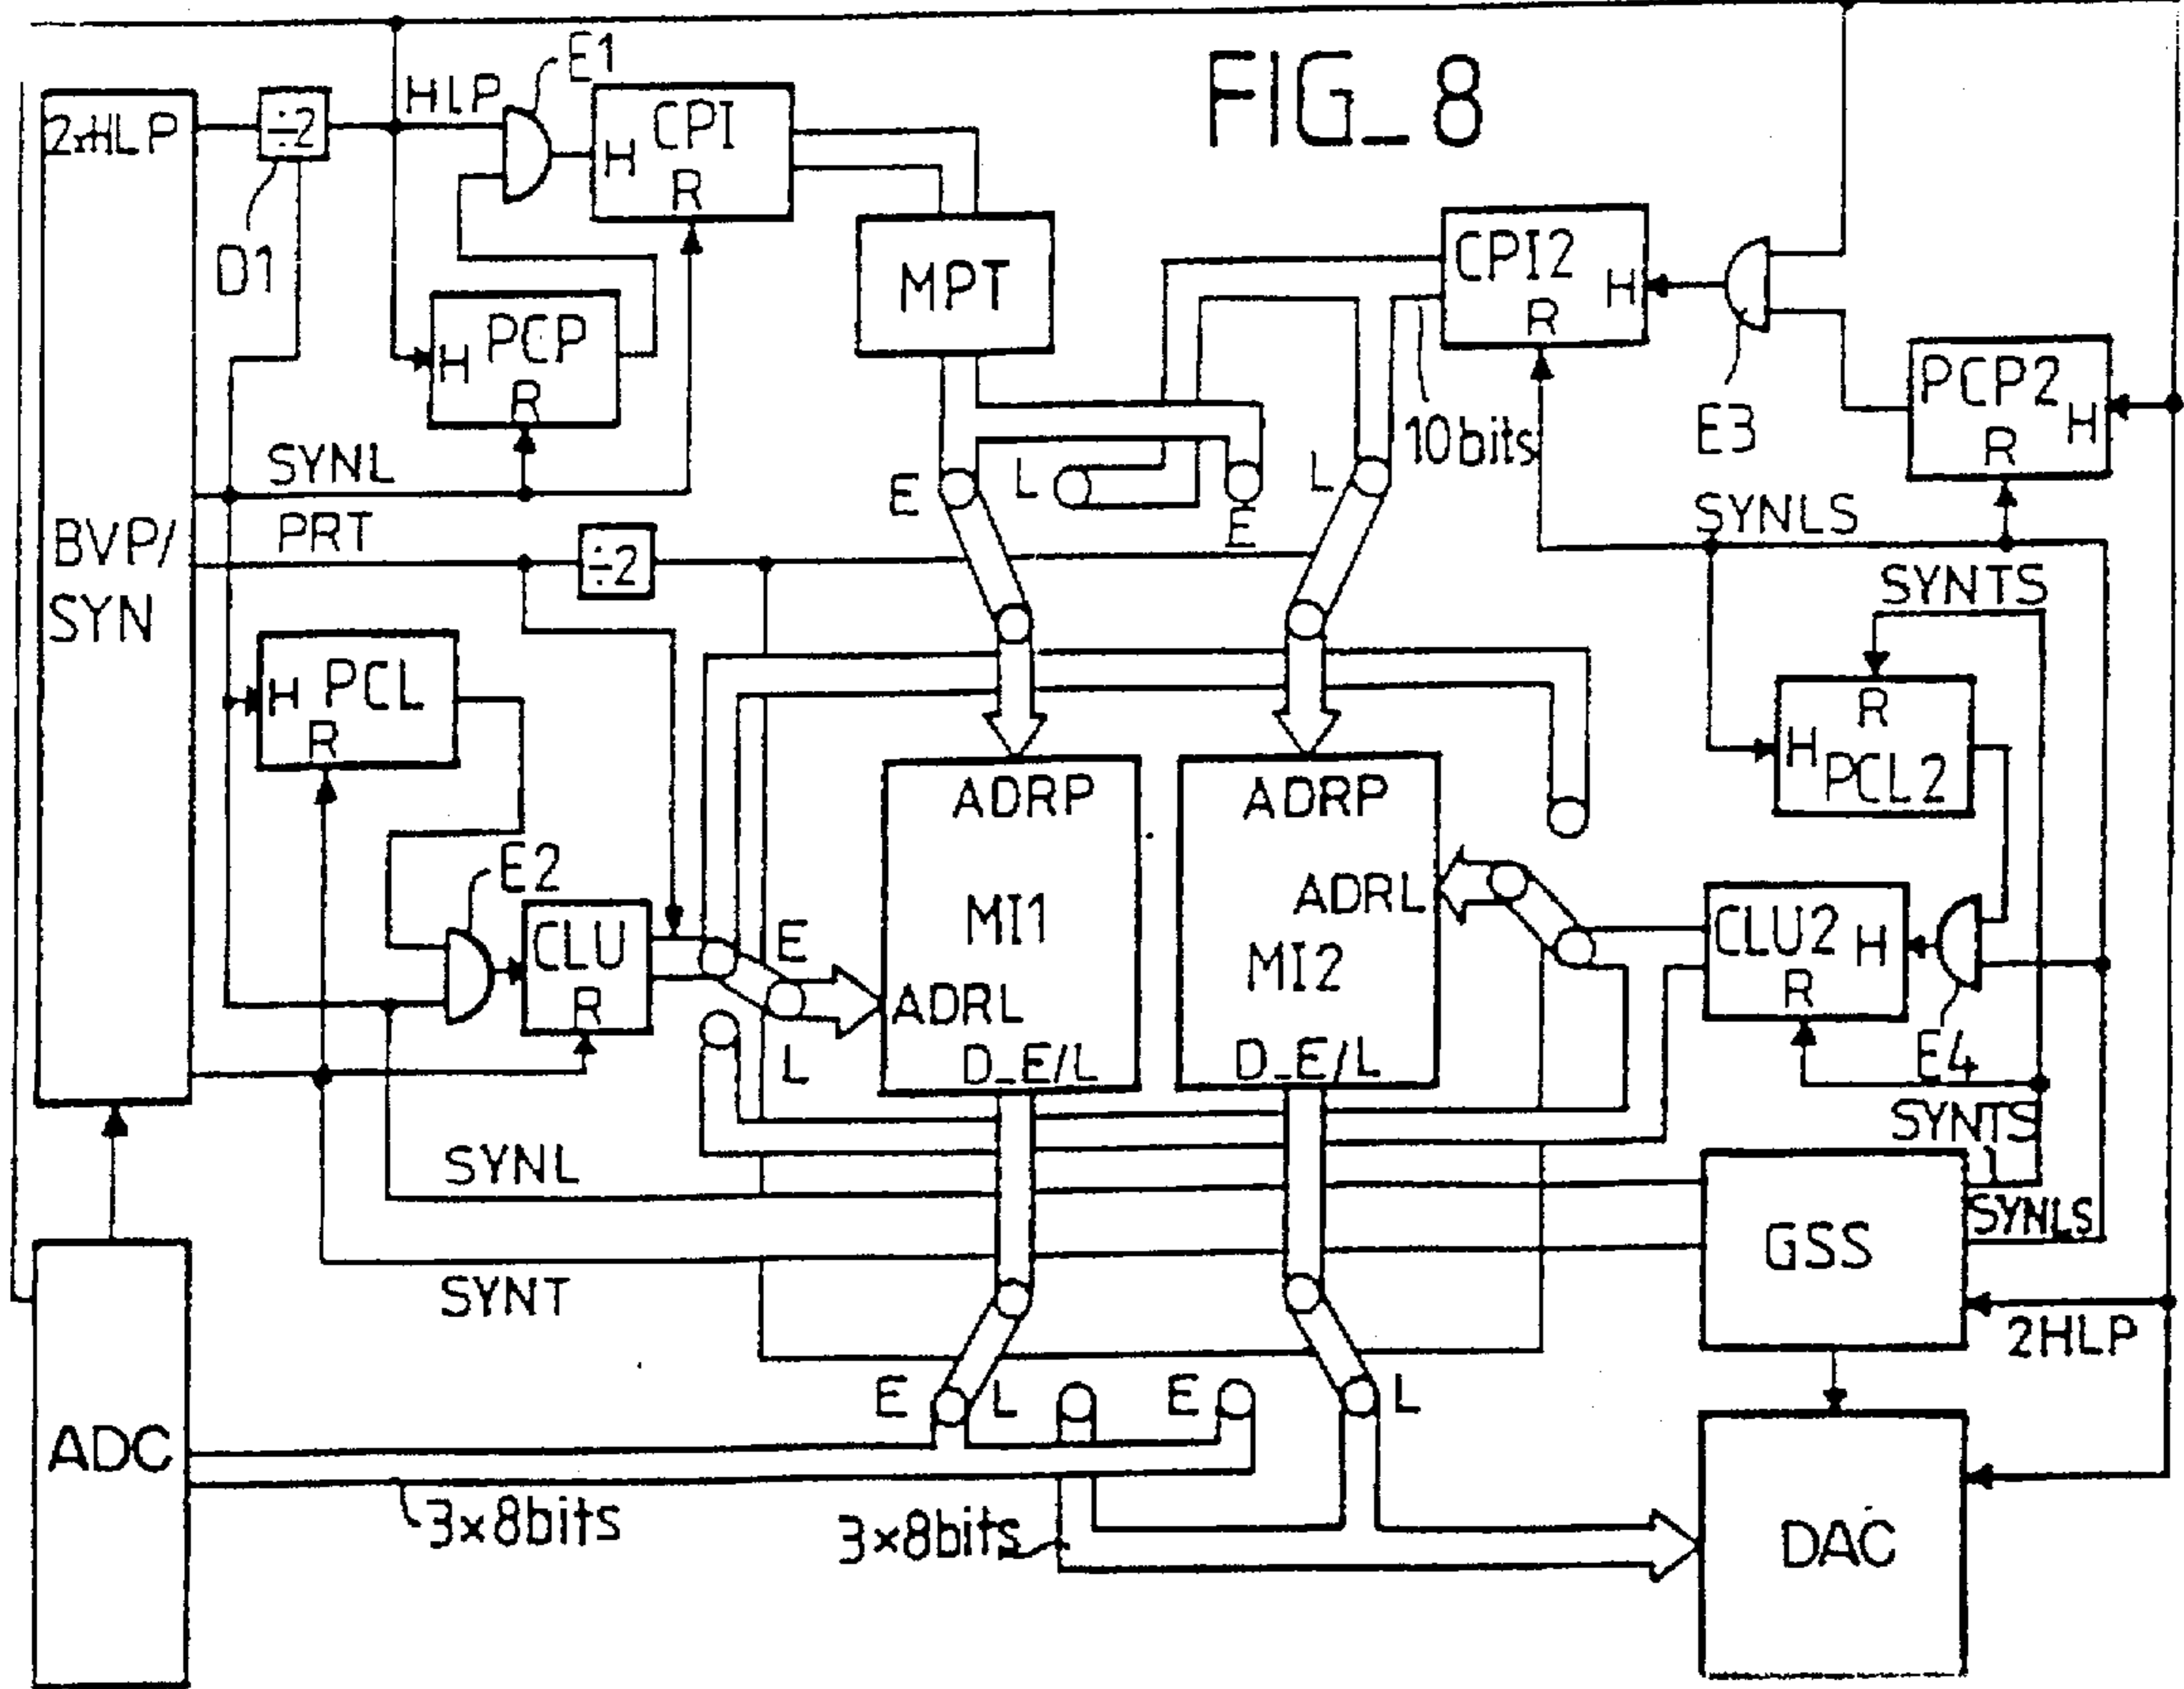 FIG_8
2xHLP
÷2
HLP
E1
CPI
H
R
D1
MPT
CPI2
H
R
PCP
H
R
E3
PCP2
H
R
10 bits
SYNL
E
L
E
L
SYNLS
PRT
÷2
BVP/
SYN
SYNTS
PCL
H
R
R
H
PCL2
ADRP
ADRP
E2
CLU
R
E
L
MI1
ADRL
D_E/L
ADRL
MI2
D_E/L
CLU2
H
R
E4
SYNTS
SYNL
SYNLS
GSS
SYNT
2HLP
E
L
E
L
ADC
3x8bits
3x8bits
DAC